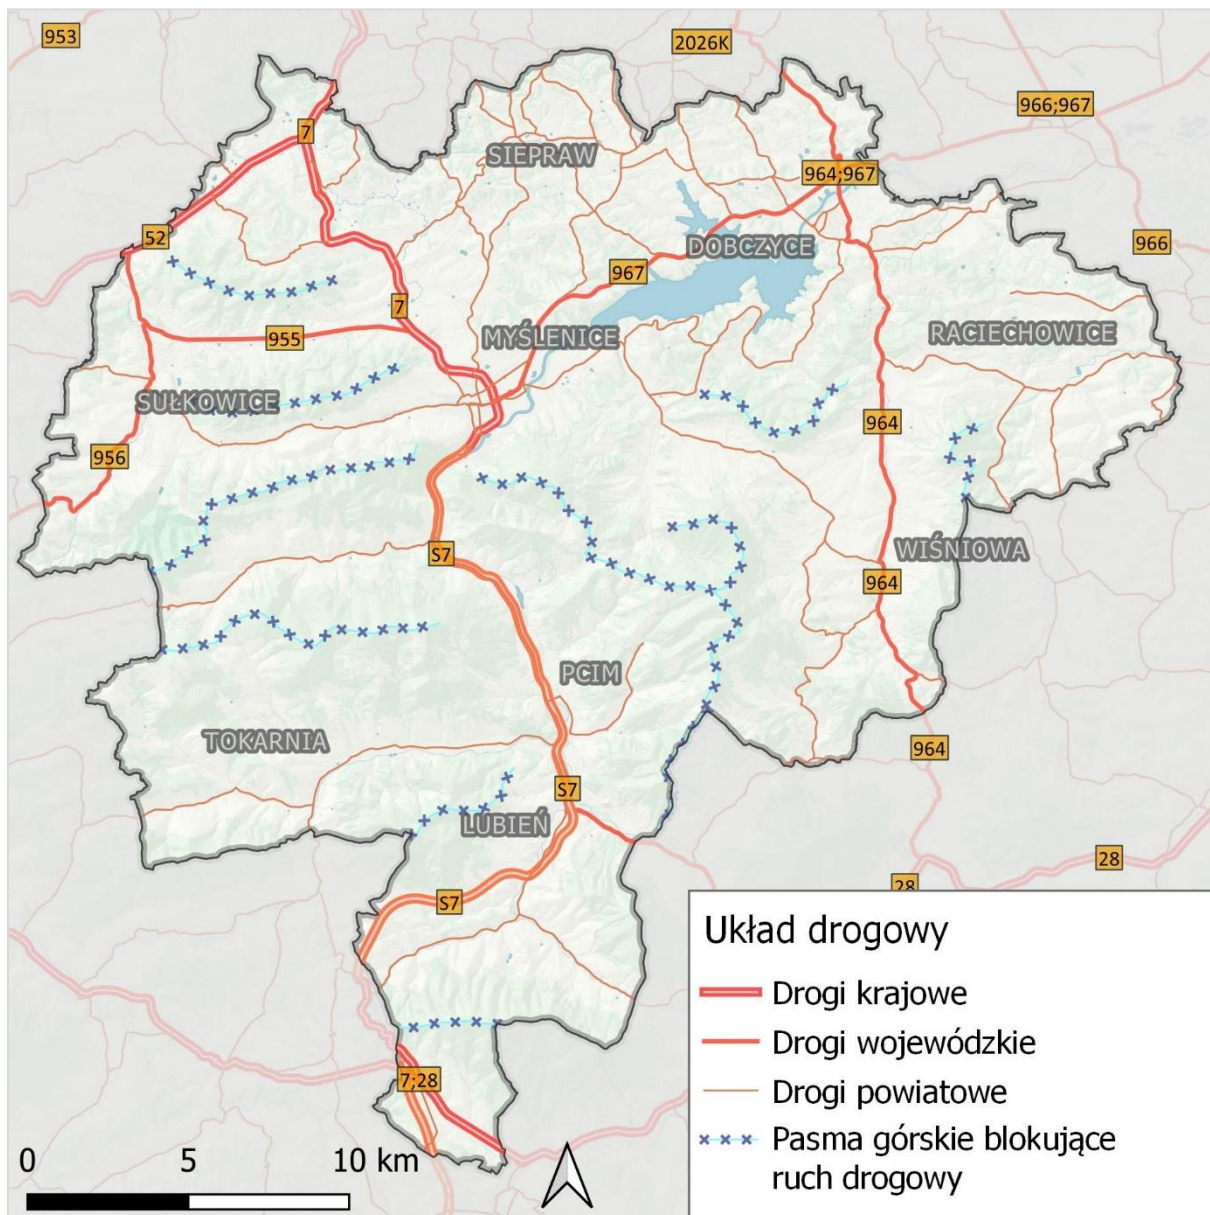 953
2026K
966;967
7
SIEPRAW
964;967
52
DOBCZYCE
966
967
7
955
MYŚLENICE
RACIECHOWICE
SUŁKOWICE
964
956
S7
WIŚNIOWA
964
PCIM
TOKARNIA
964
S7
LUBIEŃ
28
28
S7
7;28
Układ drogowy
Drogi krajowe
Drogi wojewódzkie
Drogi powiatowe
Pasma górskie blokujące
ruch drogowy
0 5 10 km